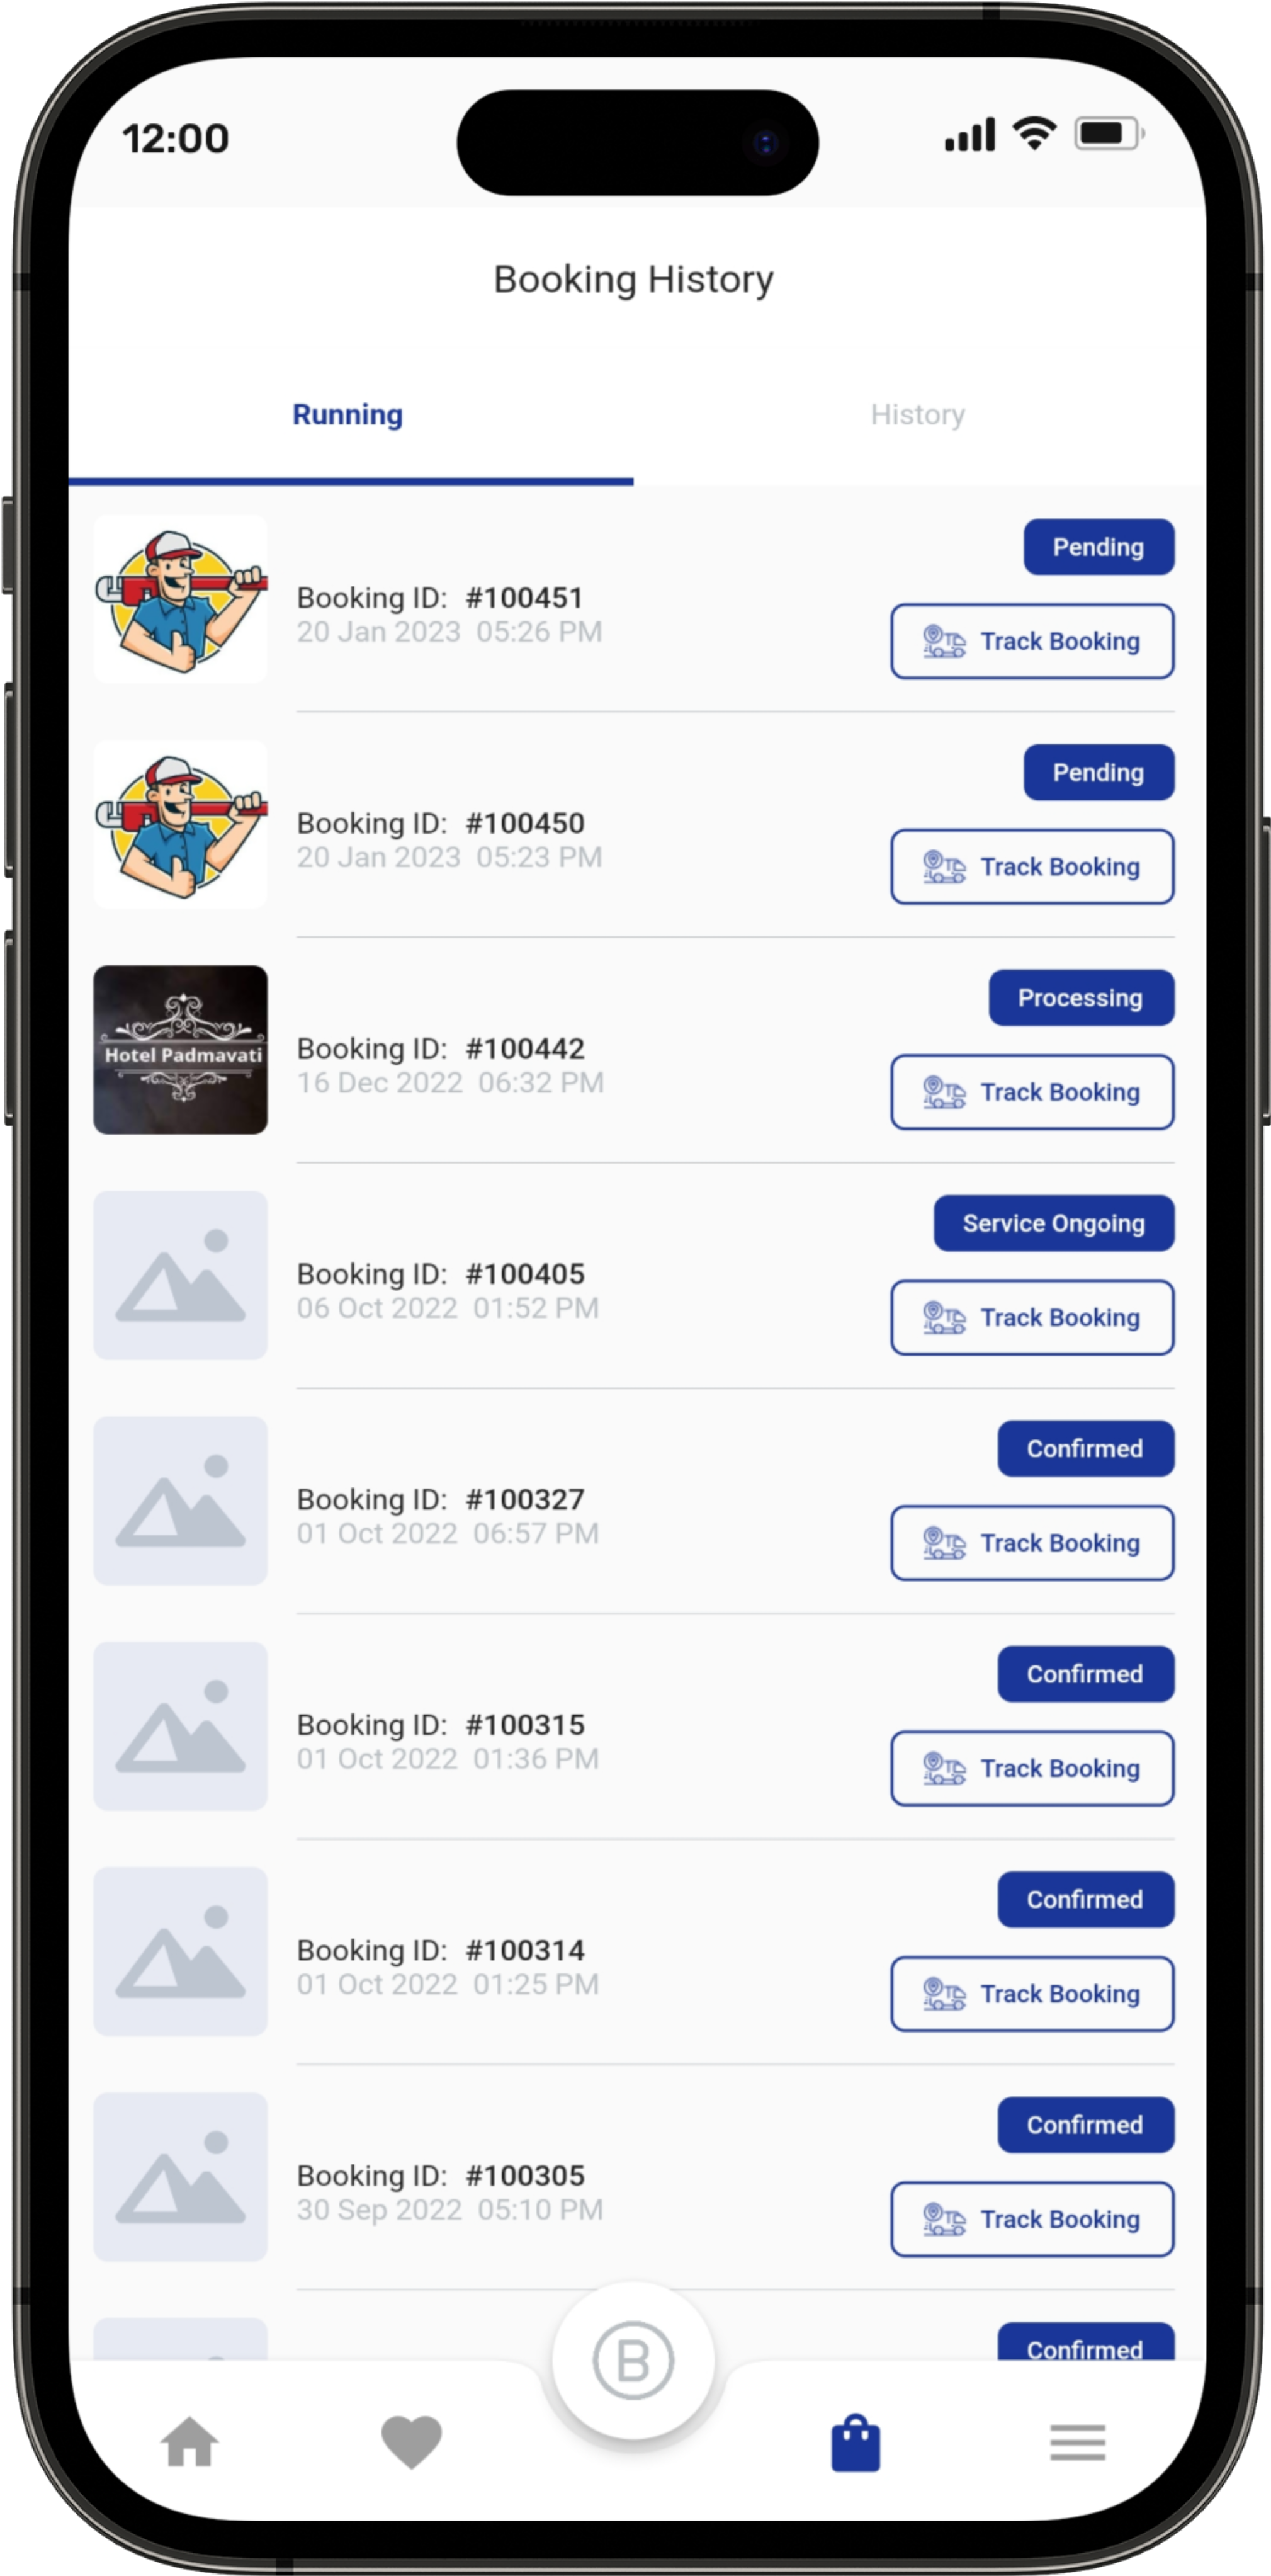 12:00
Booking History
Running
History
Pending
Booking ID: #100451
20 Jan 2023 05:26 PM
Track Booking
Pending
Booking ID: #100450
20 Jan 2023 05:23 PM
Track Booking
Hotel Padmavati
Processing
Booking ID: #100442
16 Dec 2022 06:32 PM
Track Booking
Service Ongoing
Booking ID: #100405
06 Oct 2022 01:52 PM
Track Booking
Confirmed
Booking ID: #100327
01 Oct 2022 06:57 PM
Track Booking
Confirmed
Booking ID: #100315
01 Oct 2022 01:36 PM
Track Booking
Confirmed
Booking ID: #100314
01 Oct 2022 01:25 PM
Track Booking
Confirmed
Booking ID: #100305
30 Sep 2022 05:10 PM
Track Booking
Confirmed
B